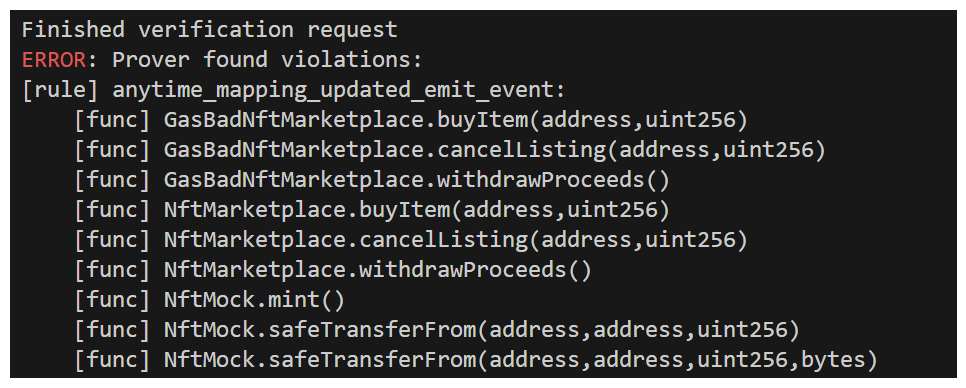 Finished verification request
ERROR: Prover found violations:
[rule] anytime_mapping_updated_emit_event:
    [func] GasBadNftMarketplace.buyItem(address,uint256)
    [func] GasBadNftMarketplace.cancelListing(address,uint256)
    [func] GasBadNftMarketplace.withdrawProceeds()
    [func] NftMarketplace.buyItem(address,uint256)
    [func] NftMarketplace.cancelListing(address,uint256)
    [func] NftMarketplace.withdrawProceeds()
    [func] NftMock.mint()
    [func] NftMock.safeTransferFrom(address,address,uint256)
    [func] NftMock.safeTransferFrom(address,address,uint256,bytes)